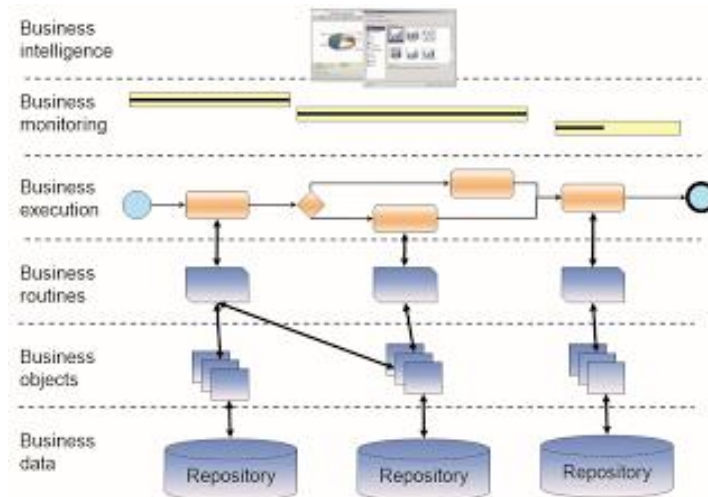 Business
intelligence
Business
monitoring
Business
execution
Business
routines
Business
objects
Business
data
Repository
Repository
Repository